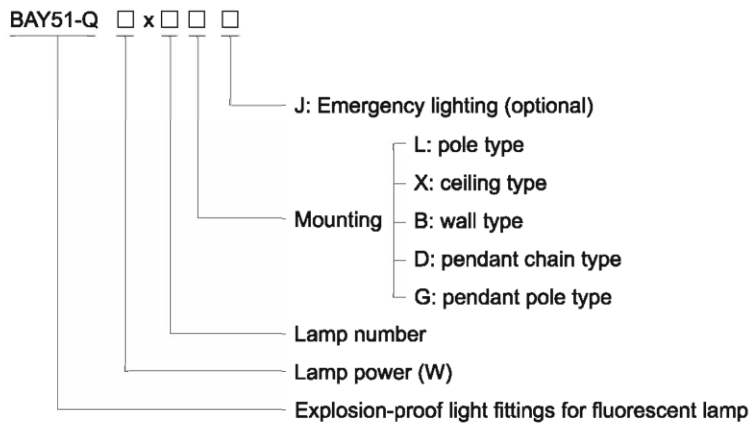 BAY51-Q □ x □ □ □
J: Emergency lighting (optional)
L: pole type
X: ceiling type
Mounting
B: wall type
D: pendant chain type
G: pendant pole type
Lamp number
Lamp power (W)
Explosion-proof light fittings for fluorescent lamp